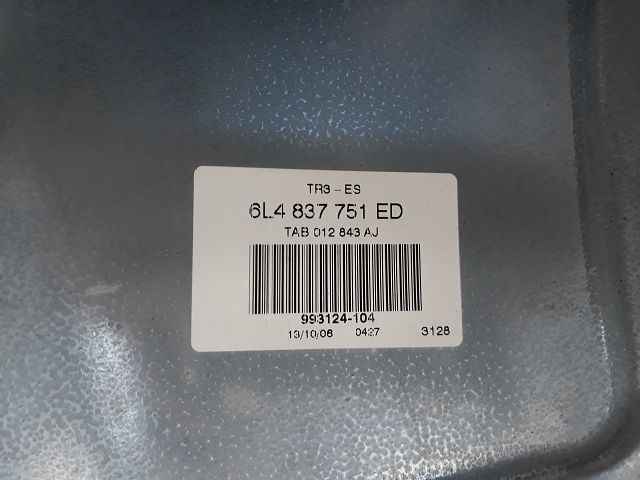 TR3 - ES
6L4 837 751 ED
TAB 012 843 AJ
993124-104
13/10/06 0427 3128